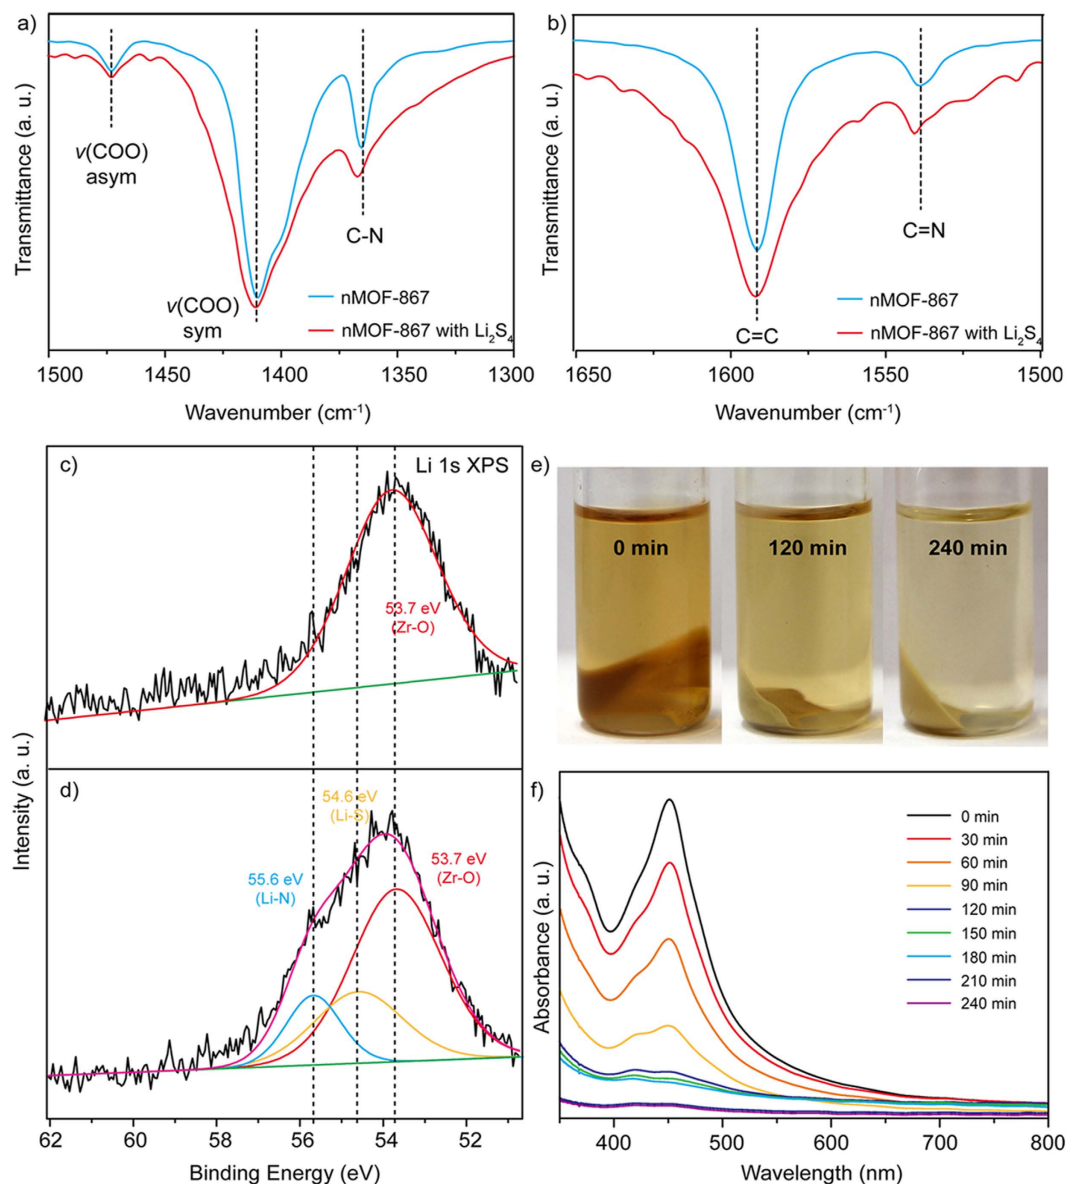 a)
Transmittance (a. u.)
ν(COO)
asym
ν(COO)
sym
C-N
nMOF-867
nMOF-867 with Li₂S₄
1500
1450
1400
1350
1300
Wavenumber (cm⁻¹)
b)
Transmittance (a. u.)
C=C
C=N
nMOF-867
nMOF-867 with Li₂S₄
1650
1600
1550
1500
Wavenumber (cm⁻¹)
c)
Li 1s XPS
53.7 eV
(Zr-O)
Intensity (a. u.)
d)
54.6 eV
(Li-S)
55.6 eV
(Li-N)
53.7 eV
(Zr-O)
62
60
58
56
54
52
Binding Energy (eV)
e)
0 min
120 min
240 min
f)
Absorbance (a. u.)
0 min
30 min
60 min
90 min
120 min
150 min
180 min
210 min
240 min
400
500
600
700
800
Wavelength (nm)